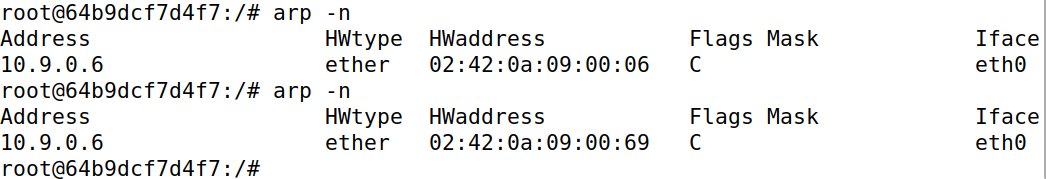 root@64b9dcf7d4f7:/# arp -n
Address                  HWtype  HWaddress           Flags Mask            Iface
10.9.0.6                 ether   02:42:0a:09:00:06   C                     eth0
root@64b9dcf7d4f7:/# arp -n
Address                  HWtype  HWaddress           Flags Mask            Iface
10.9.0.6                 ether   02:42:0a:09:00:69   C                     eth0
root@64b9dcf7d4f7:/#